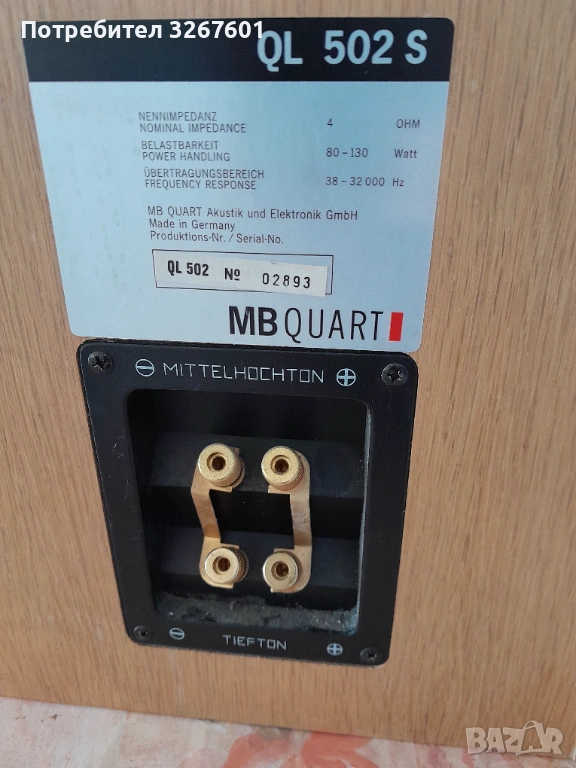 Потребител 3267601
QL 502 S
NENNIMPEDANZ
NOMINAL IMPEDANCE 4 OHM
BELASTBARKEIT
POWER HANDLING 80–130 Watt
ÜBERTRAGUNGSBEREICH
FREQUENCY RESPONSE 38–32 000 Hz
MB QUART Akustik und Elektronik GmbH
Made in Germany
Produktions-Nr. / Serial-No.
QL 502 № 02893
MB QUART
⊖ MITTELHOCHTON ⊕
⊖ TIEFTON ⊕
BAZAR